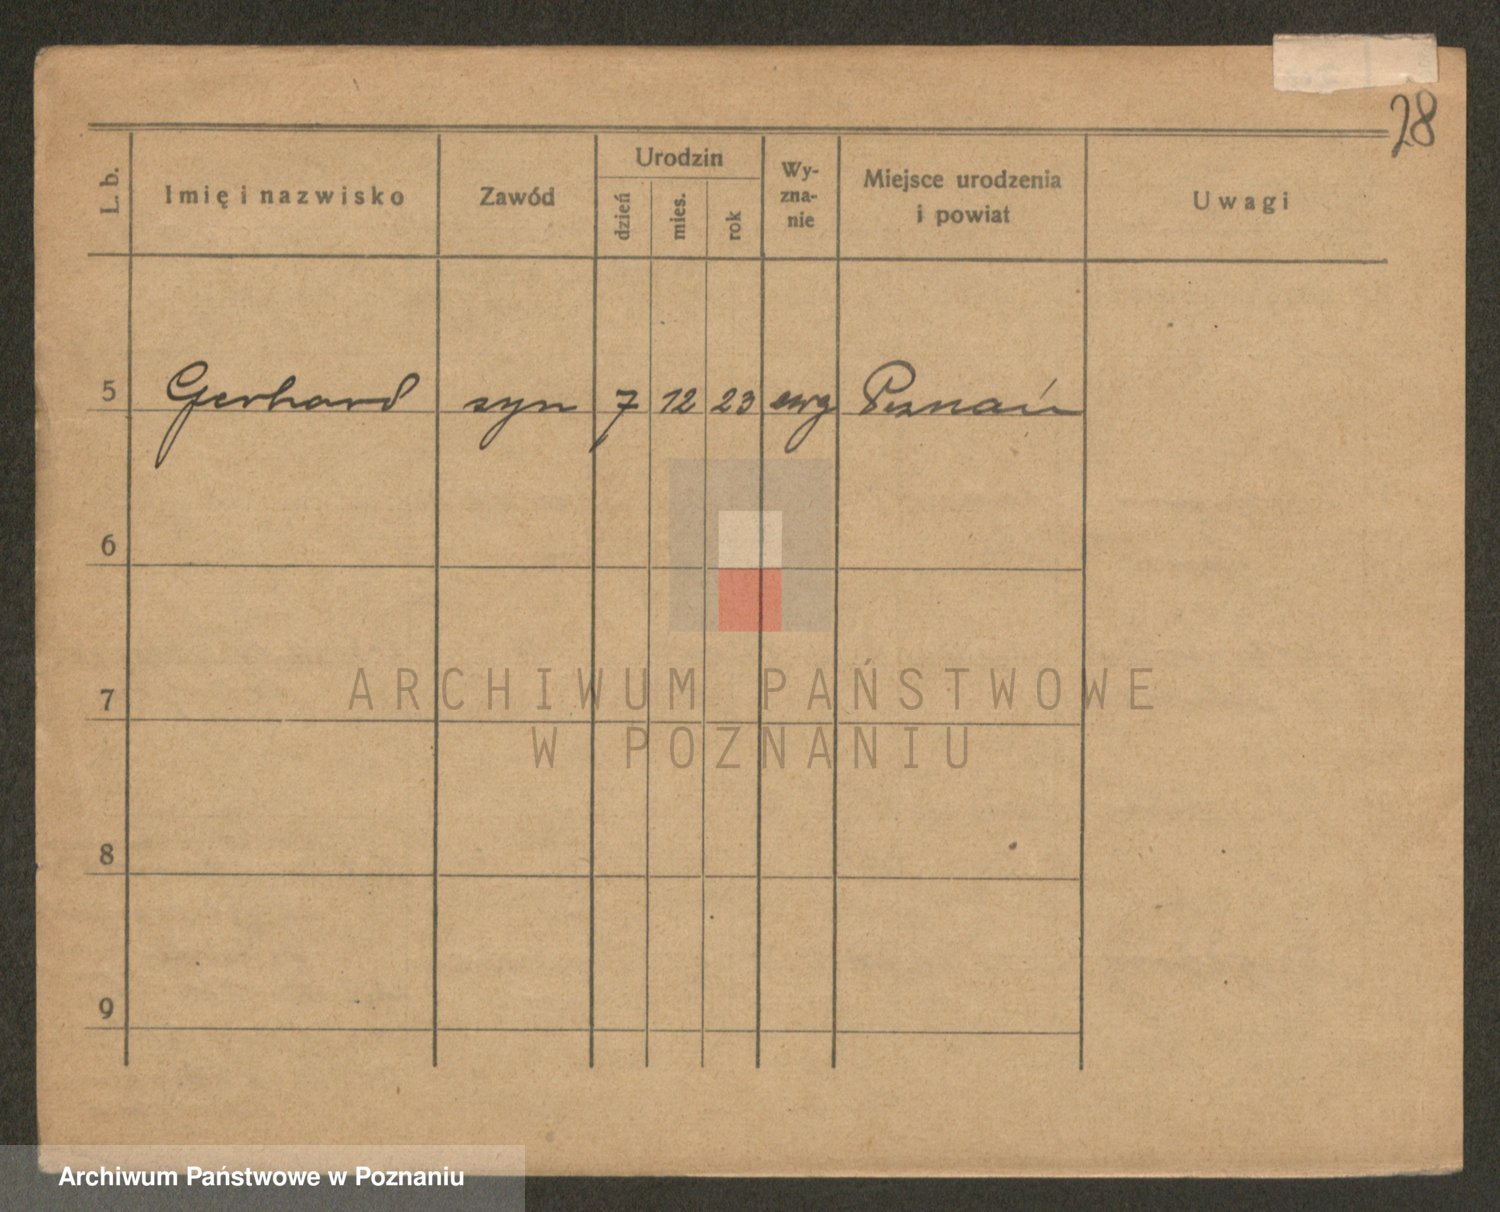 28
L. b.
Imię i nazwisko
Zawód
Urodzin
dzień
mies.
rok
Wy-
zna-
nie
Miejsce urodzenia
i powiat
Uwagi
5 Gerhard syn 7 12 23 ewg Poznań
6
7
ARCHIWUM PAŃSTWOWE
W POZNANIU
8
9
Archiwum Państwowe w Poznaniu